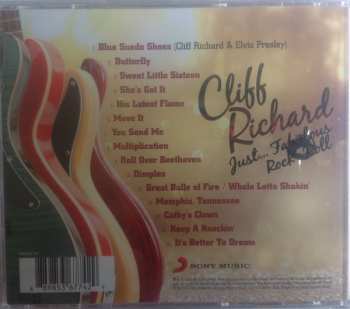 Blue Suede Shoes (Cliff Richard & Elvis Presley)
Butterfly
Sweet Little Sixteen
She's Got It
His Latest Flame
Move It
You Send Me
Multiplication
Roll Over Beethoven
Dimples
Great Balls of Fire / Whole Lotta Shakin'
Memphis, Tennessee
Cathy's Clown
Keep A Knockin'
It's Better To Dream
Cliff
Richard
Just... Fabulous
Rock 'n' Roll
SONY MUSIC